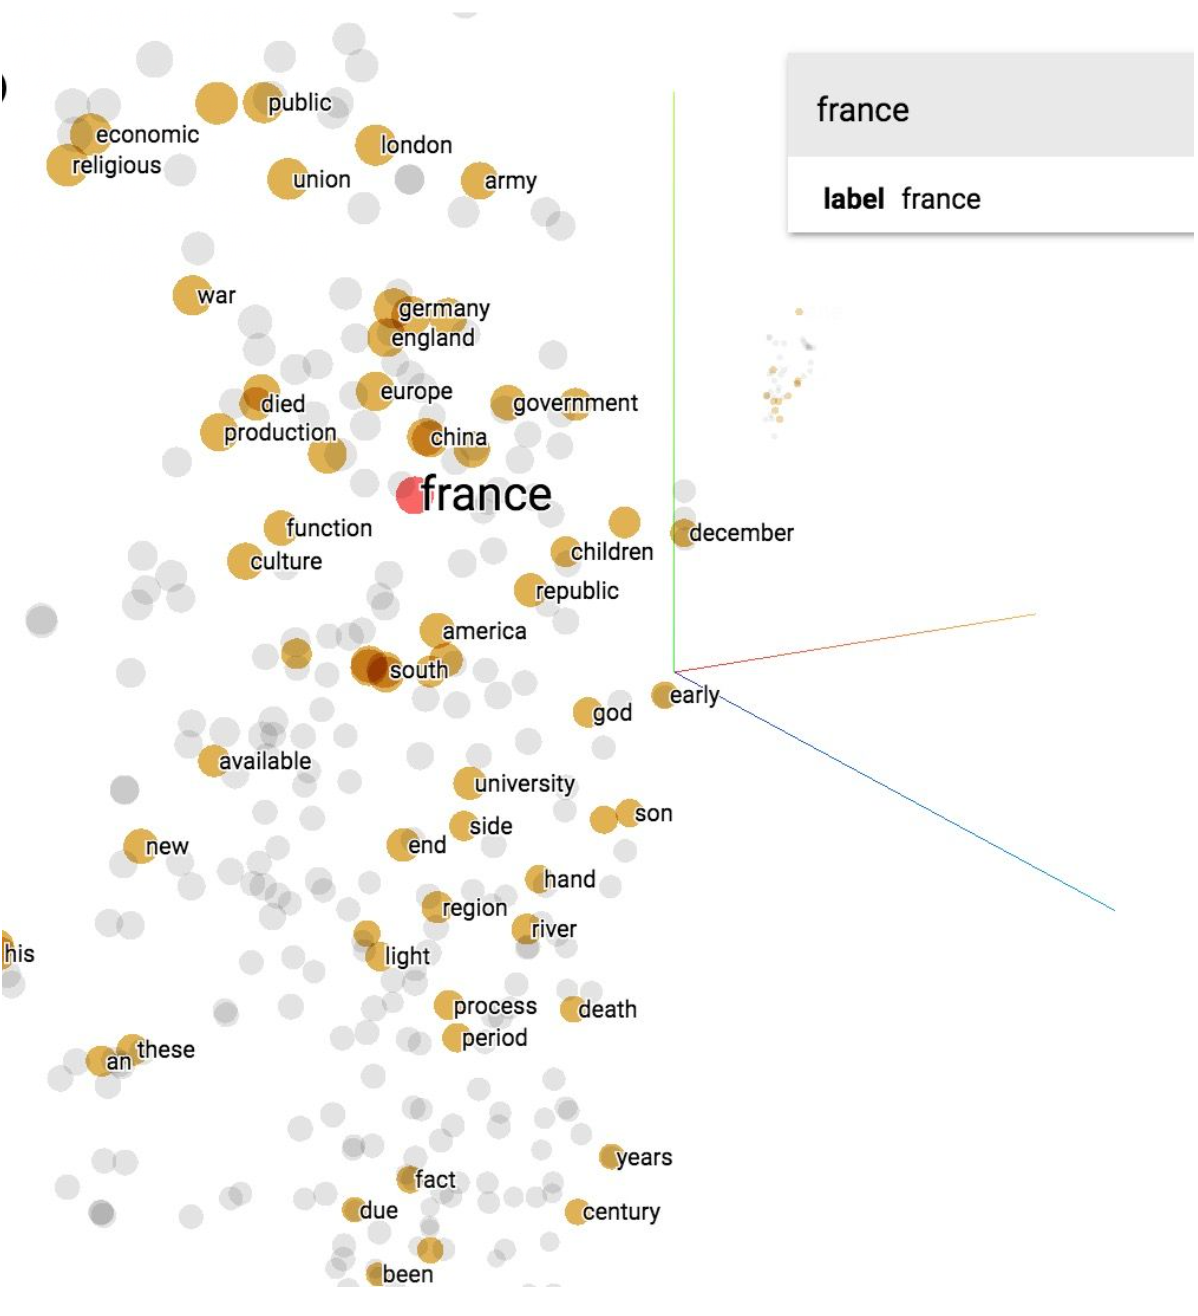 public
france
economic
london
religious
union
army
label france
war
germany
england
europe
died
government
production
china
france
function
december
children
culture
republic
america
south
early
god
available
university
son
side
new
end
hand
region
river
his
light
process
death
period
these
an
years
fact
due
century
been